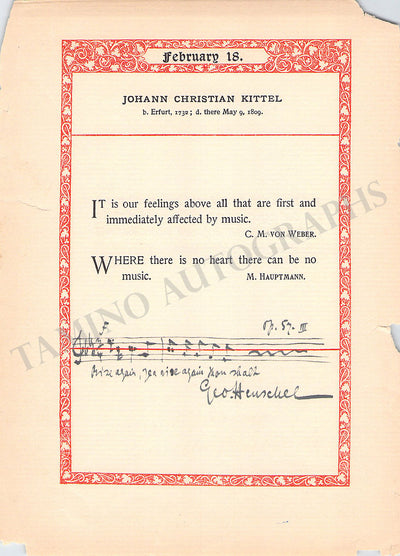 February 18.
JOHANN CHRISTIAN KITTEL
b. Erfurt, 1732; d. there May 9, 1809.
IT is our feelings above all that are first and
immediately affected by music.
C. M. VON WEBER.
WHERE there is no heart there can be no
music. M. HAUPTMANN.
Op. 59. III
Rise again, yea rise again thou shalt
Geo Henschel
TAMINO AUTOGRAPHS